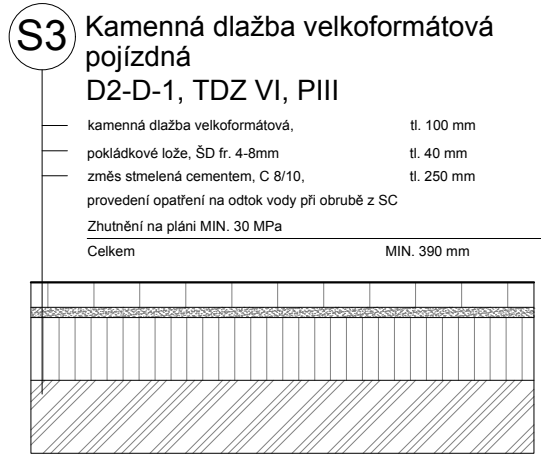 S3 Kamenná dlažba velkoformátová
pojízdná
D2-D-1, TDZ VI, PIII
kamenná dlažba velkoformátová, tl. 100 mm
pokládkové lože, ŠD fr. 4-8mm tl. 40 mm
změs stmelená cementem, C 8/10, tl. 250 mm
provedení opatření na odtok vody při obrubě z SC
Zhutnění na pláni MIN. 30 MPa
Celkem MIN. 390 mm